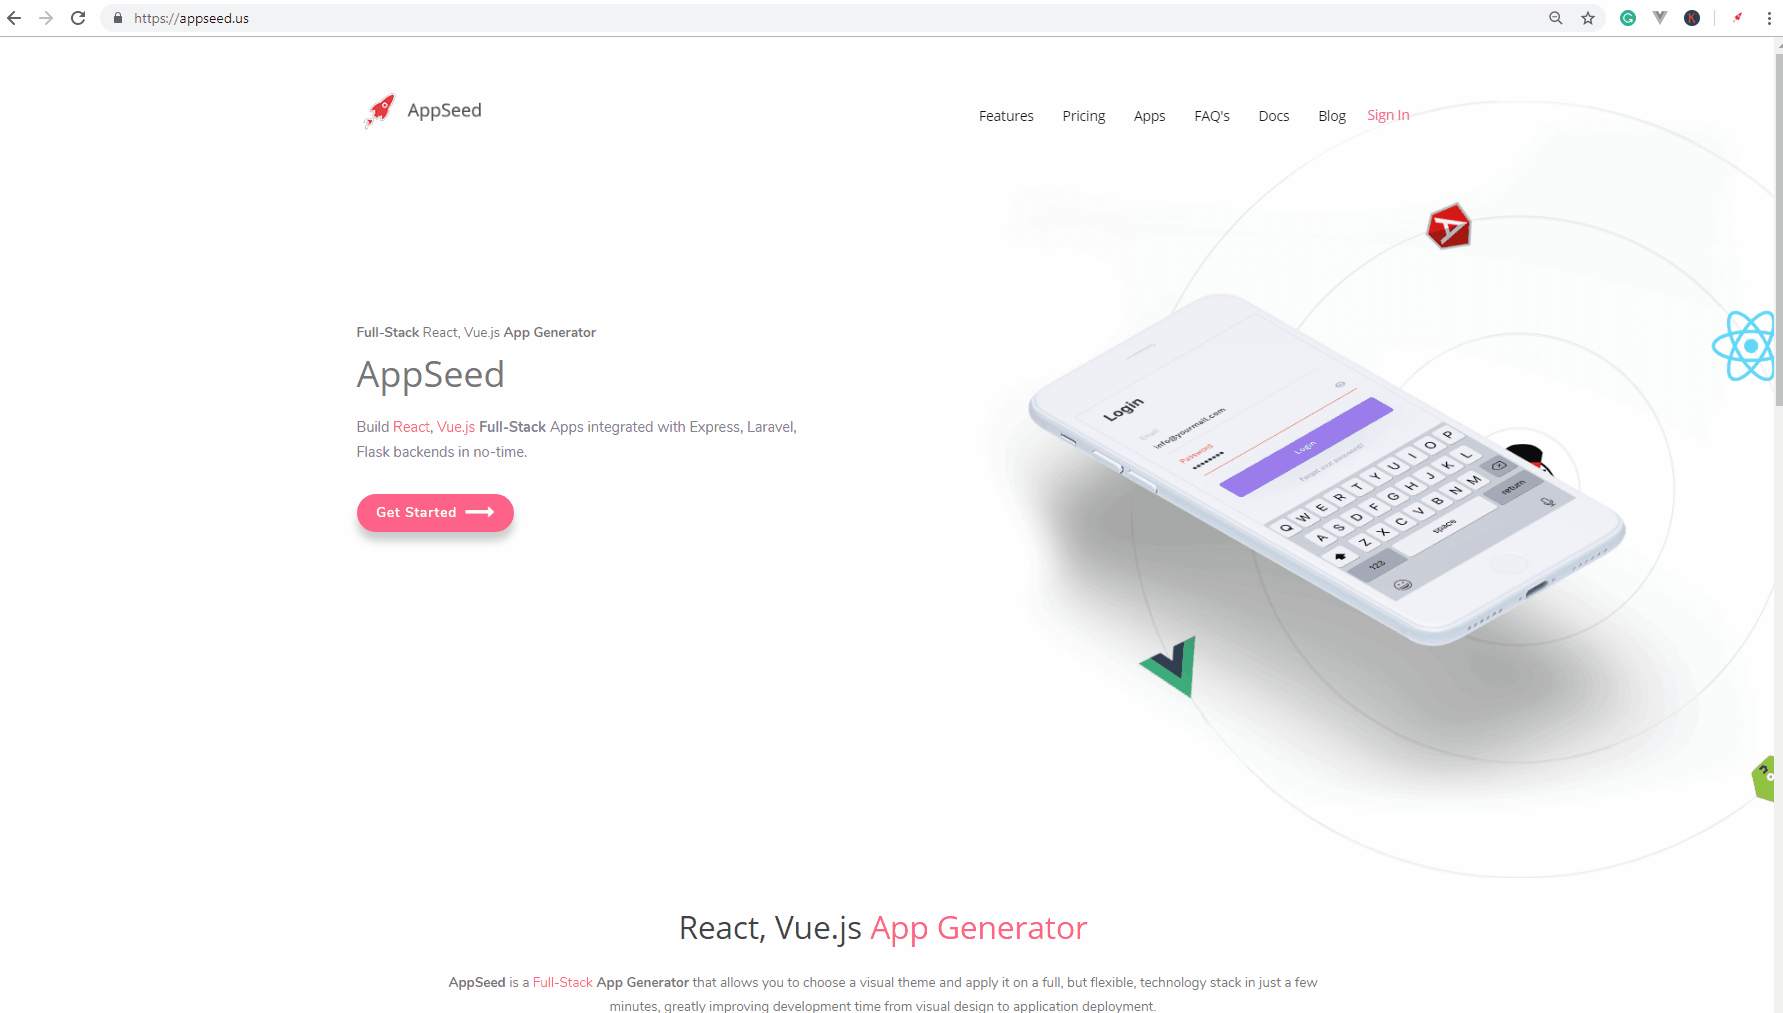 https://appseed.us
AppSeed
Features Pricing Apps FAQ's Docs Blog Sign In
Full-Stack React, Vue.js App Generator
AppSeed
Build React, Vue.js Full-Stack Apps integrated with Express, Laravel,
Flask backends in no-time.
Get Started
Login
Email
info@yourmail.com
Password
Login
Forgot your password?
Q W E R T Y U I O P
A S D F G H J K L
Z X C V B N M
123 space return
React, Vue.js App Generator
AppSeed is a Full-Stack App Generator that allows you to choose a visual theme and apply it on a full, but flexible, technology stack in just a few
minutes, greatly improving development time from visual design to application deployment.